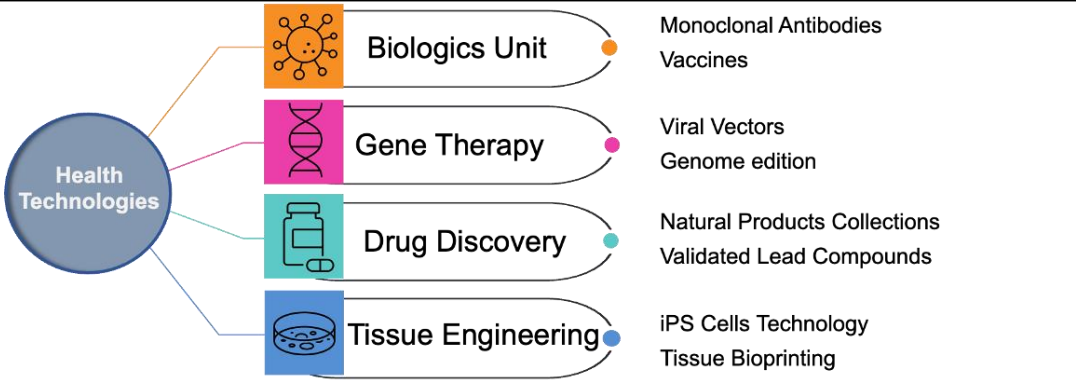 Health
Technologies
Biologics Unit
Monoclonal Antibodies
Vaccines
Gene Therapy
Viral Vectors
Genome edition
Drug Discovery
Natural Products Collections
Validated Lead Compounds
Tissue Engineering
iPS Cells Technology
Tissue Bioprinting